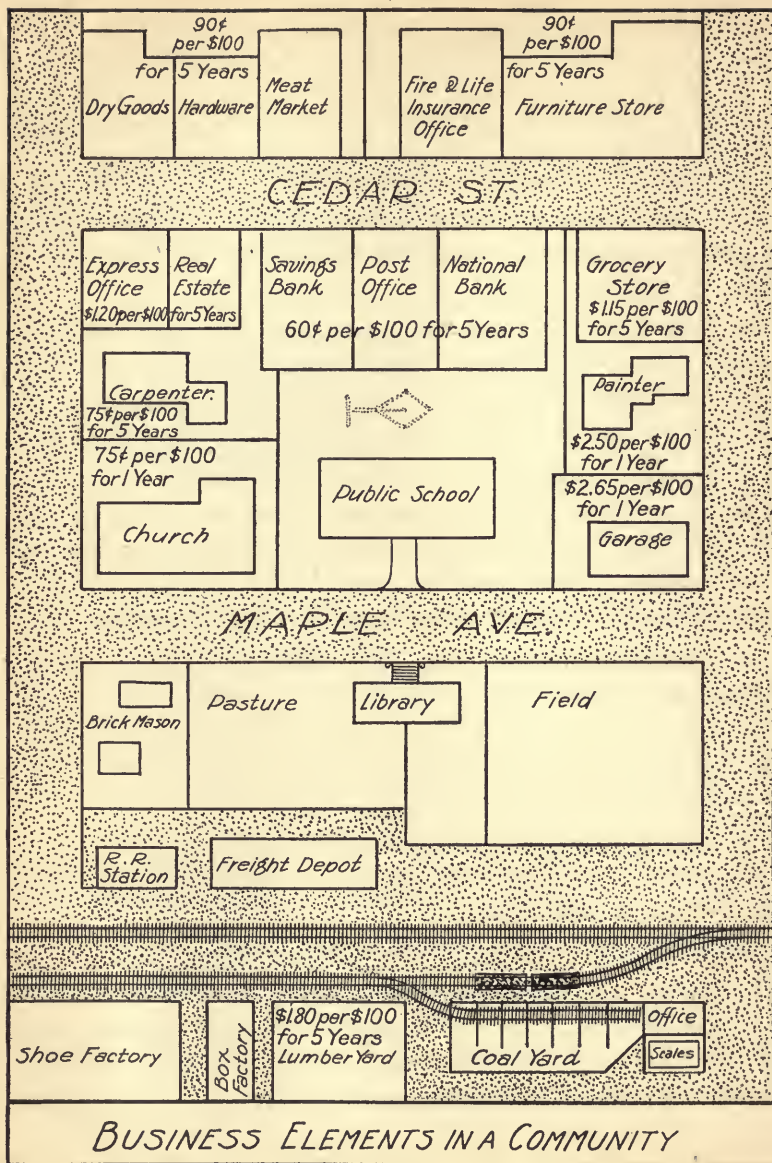 90¢
per $100
for 5 Years
Dry Goods
Hardware
Meat
Market
Fire & Life
Insurance
Office
90¢
per $100
for 5 Years
Furniture Store
CEDAR ST.
Express
Office
$1.20 per $100 for 5 Years
Real
Estate
Savings
Bank
Post
Office
National
Bank
60¢ per $100 for 5 Years
Grocery
Store
$1.15 per $100
for 5 Years
Carpenter.
75¢ per $100
for 5 Years
Painter
$2.50 per $100
for 1 Year
75¢ per $100
for 1 Year
Church
Public School
$2.65 per $100
for 1 Year
Garage
MAPLE AVE.
Brick Mason
Pasture
Library
Field
R. R.
Station
Freight Depot
Shoe Factory
Box
Factory
$1.80 per $100
for 5 Years
Lumber Yard
Coal Yard
Office
Scales
BUSINESS ELEMENTS IN A COMMUNITY